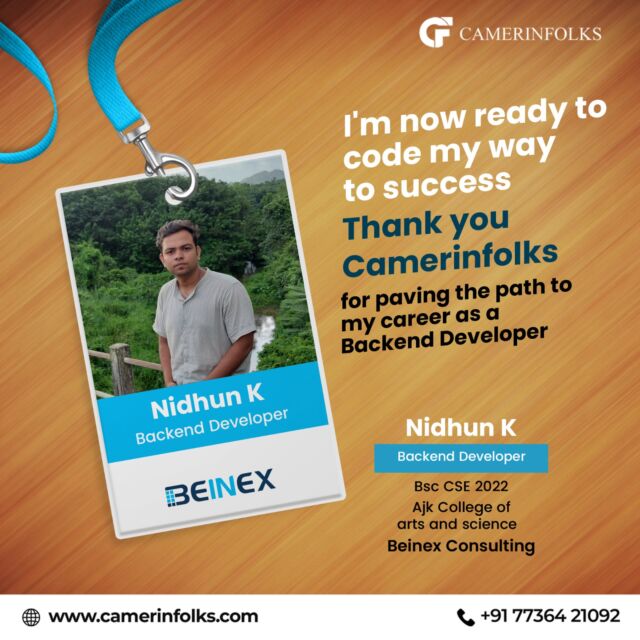 CF CAMERINFOLKS
I'm now ready to
code my way
to success
Thank you
Camerinfolks
for paving the path to
my career as a
Backend Developer
Nidhun K
Backend Developer
BEINEX
Nidhun K
Backend Developer
Bsc CSE 2022
Ajk College of
arts and science
Beinex Consulting
www.camerinfolks.com
+91 77364 21092